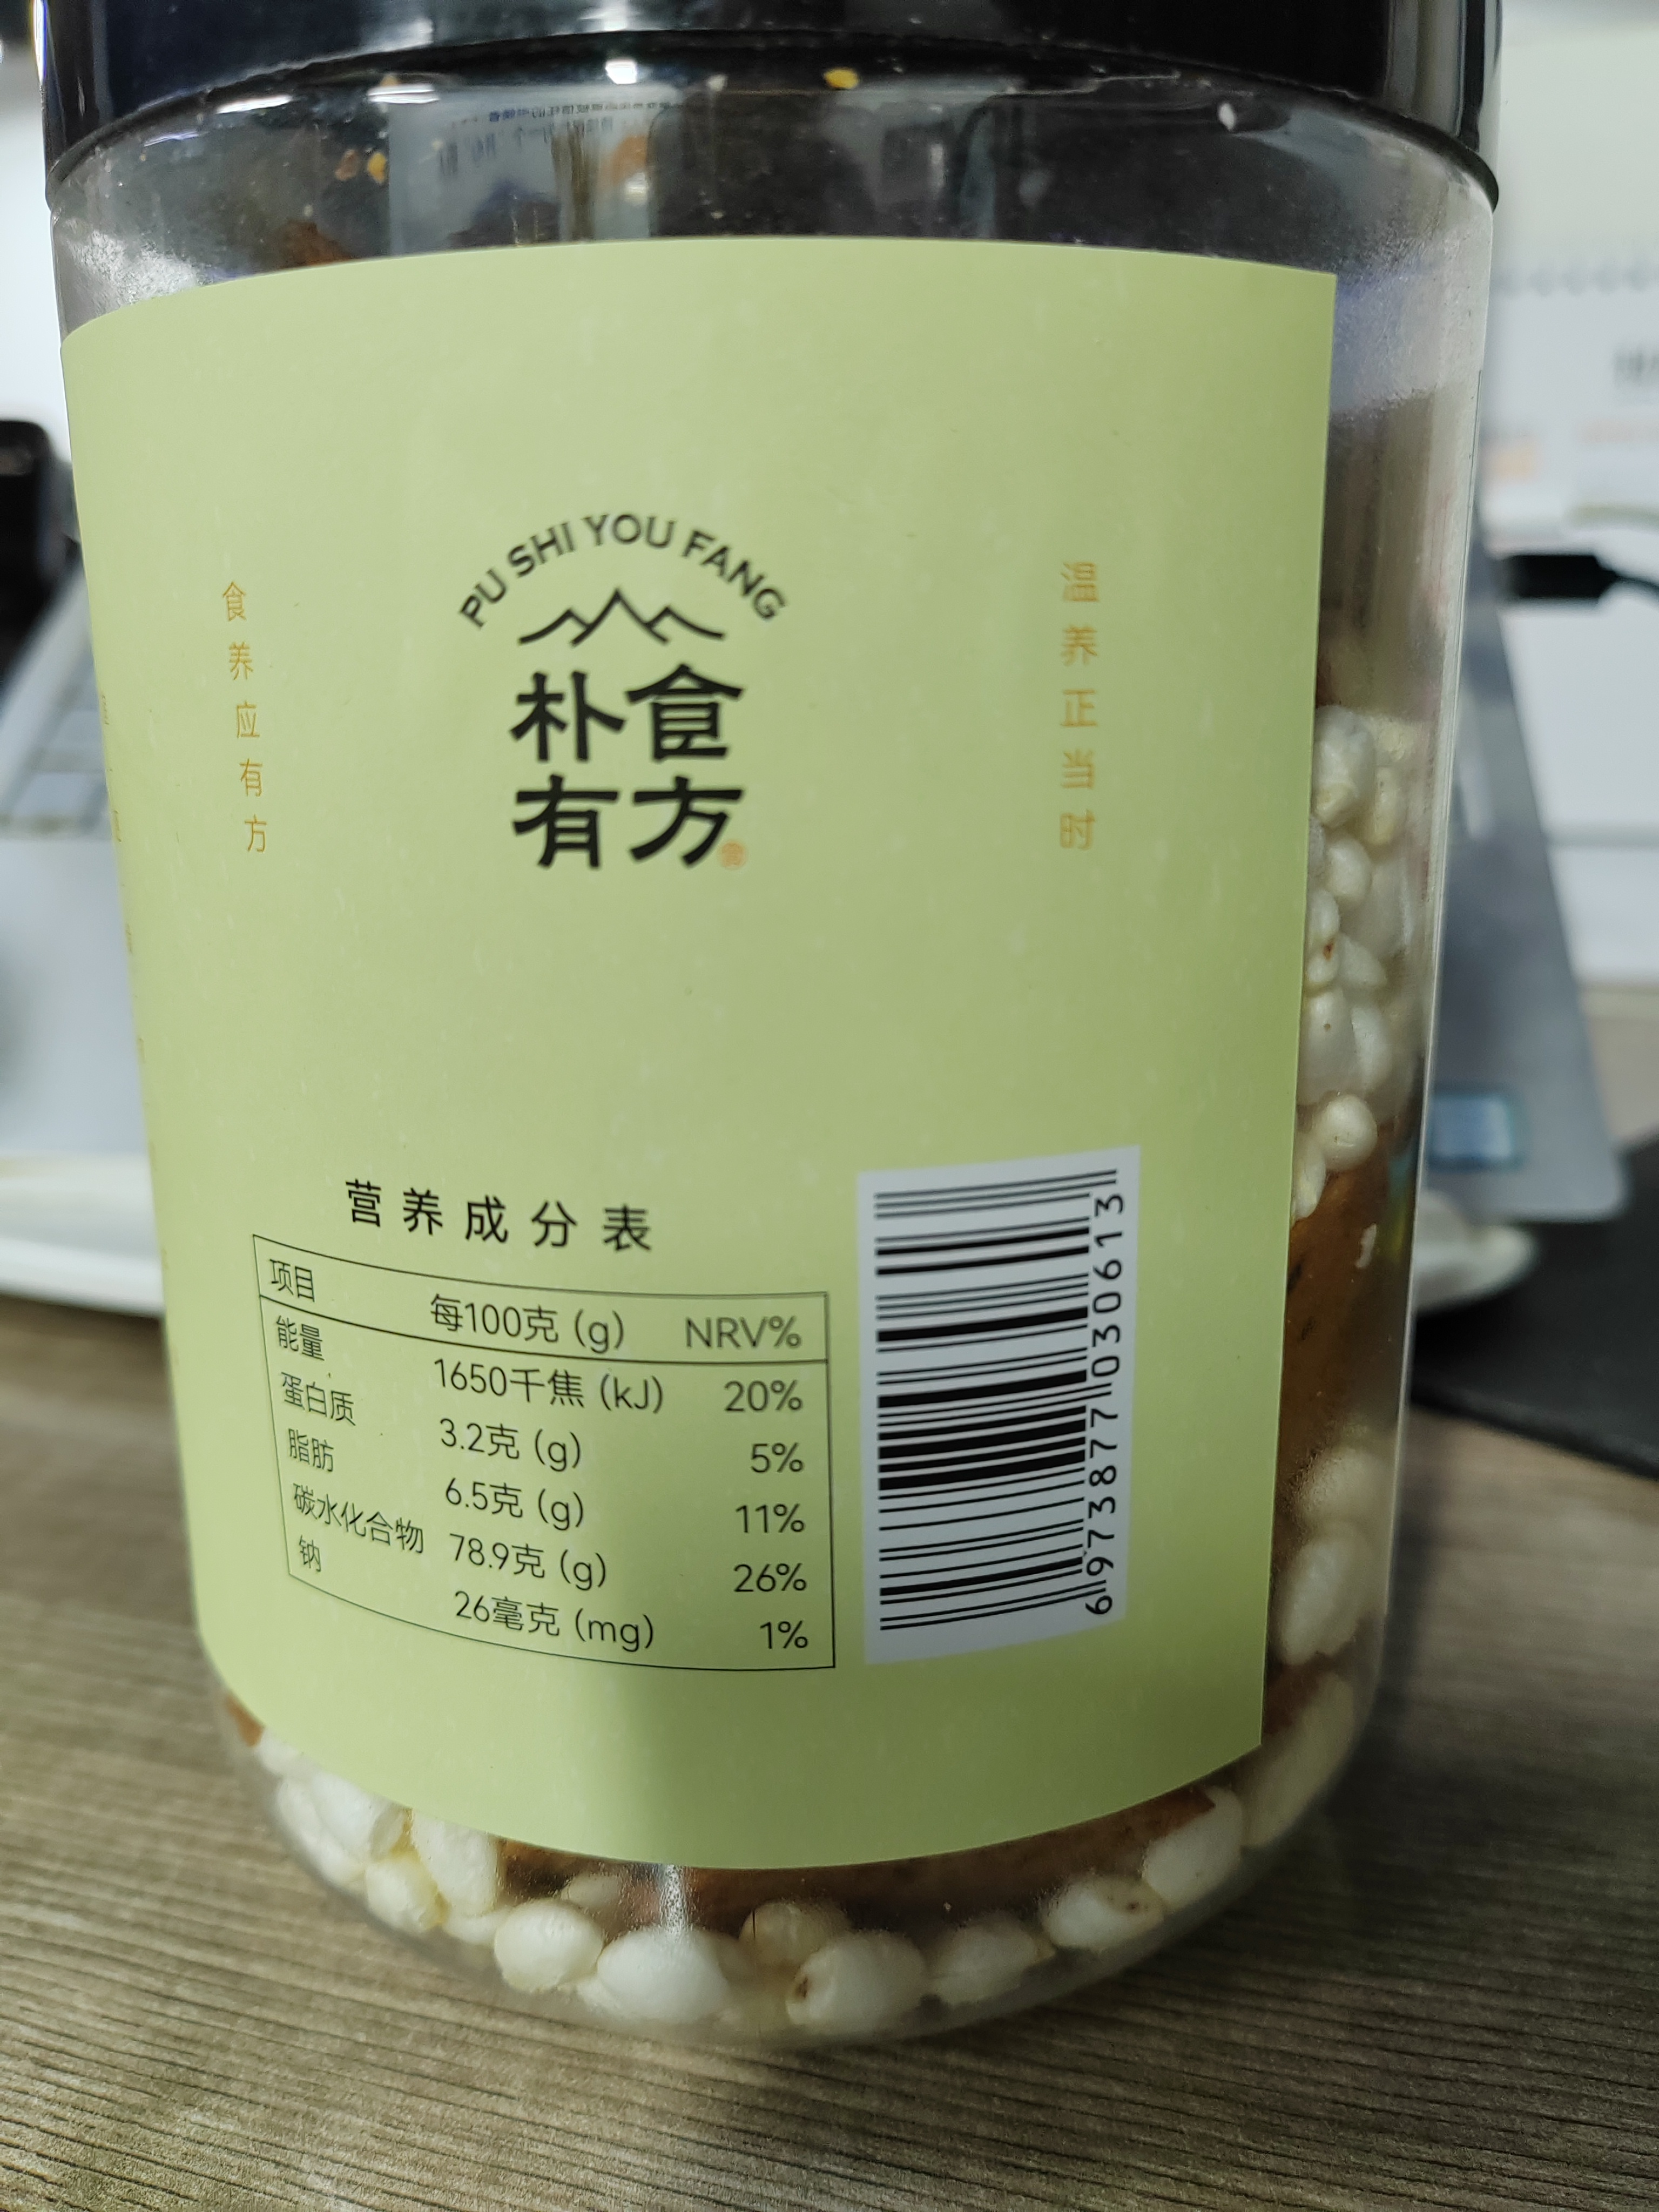 PU SHI YOU FANG
朴食
有方
食养应有方
温养正当时
营养成分表
项目 每100克 (g) NRV%
能量 1650千焦 (kJ) 20%
蛋白质 3.2克 (g) 5%
脂肪 6.5克 (g) 11%
碳水化合物 78.9克 (g) 26%
钠 26毫克 (mg) 1%
6973877030613